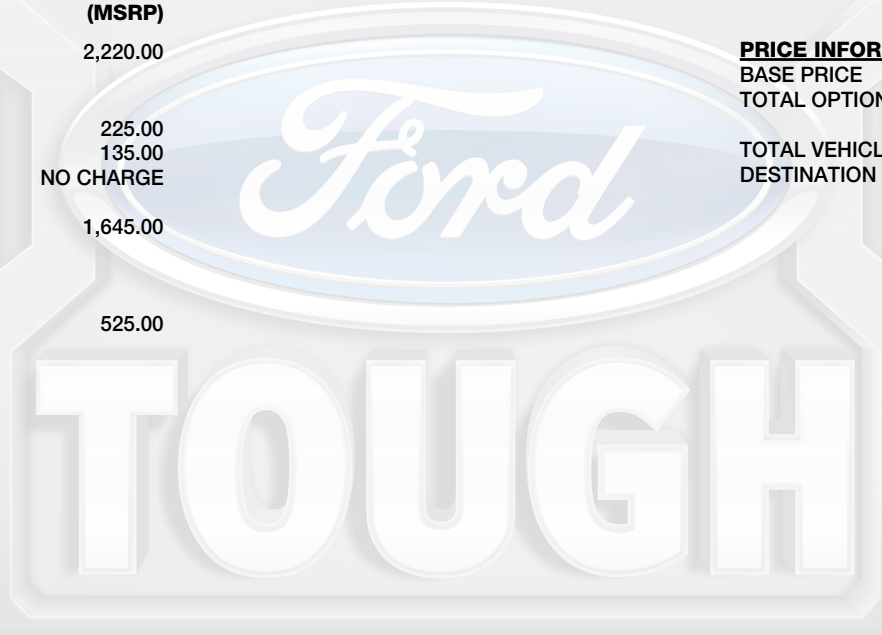 (MSRP)
2,220.00
225.00
135.00
NO CHARGE
1,645.00
525.00
PRICE INFOR
BASE PRICE
TOTAL OPTION
TOTAL VEHICL
DESTINATION
Ford
TOUGH